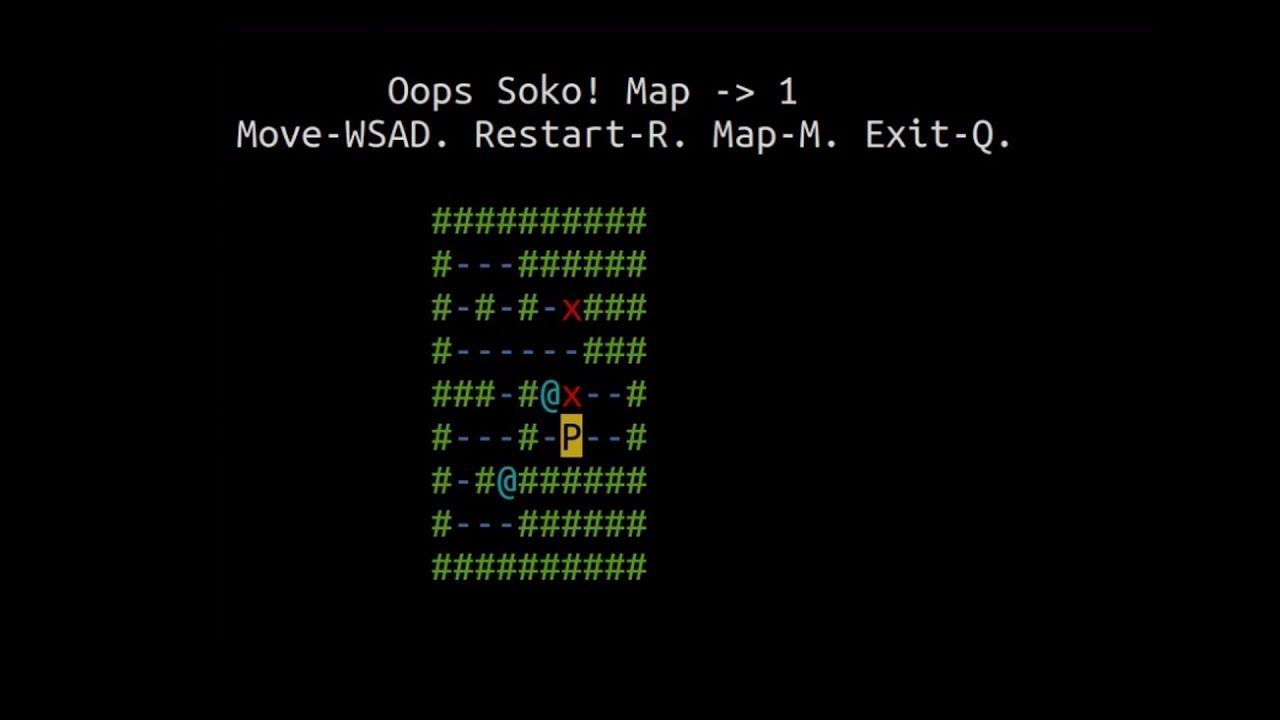 Oops Soko! Map -> 1
Move-WSAD. Restart-R. Map-M. Exit-Q.
##########
#---######
#-#-#-x###
#------###
###-#@x--#
#---#-P--#
#-#@######
#---######
##########